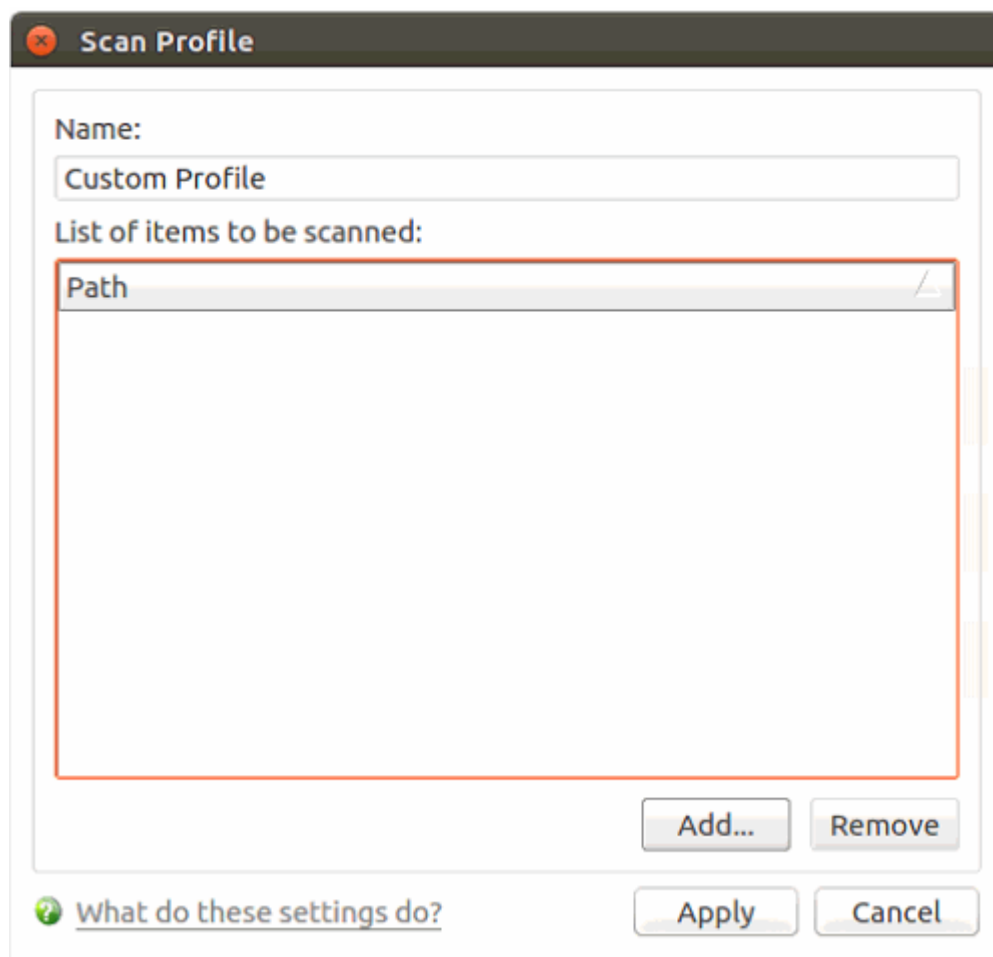 Scan Profile
Name:
Custom Profile
List of items to be scanned:
Path
Add... Remove
What do these settings do? Apply Cancel